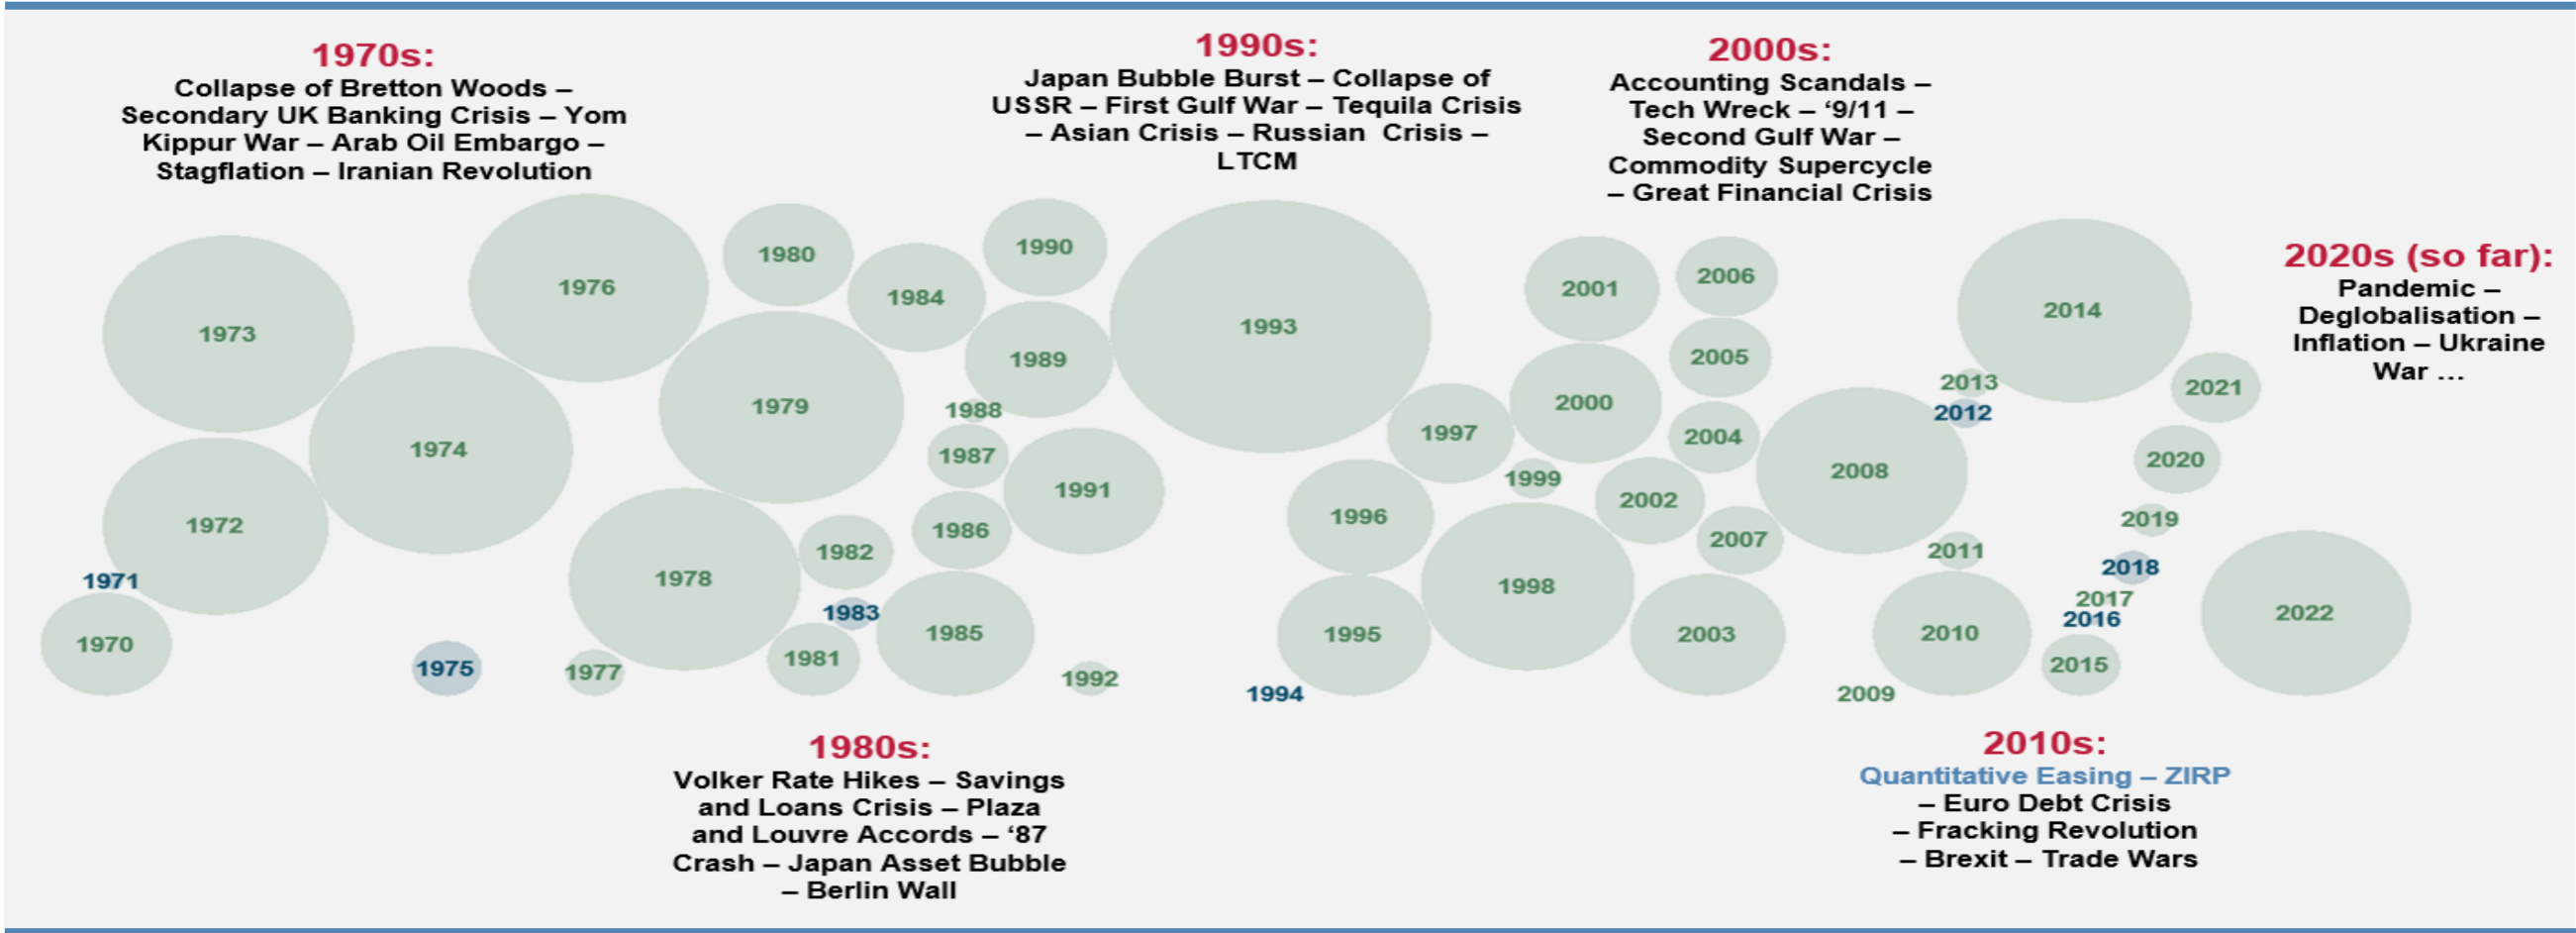 1970s:
Collapse of Bretton Woods –
Secondary UK Banking Crisis – Yom
Kippur War – Arab Oil Embargo –
Stagflation – Iranian Revolution
1990s:
Japan Bubble Burst – Collapse of
USSR – First Gulf War – Tequila Crisis
– Asian Crisis – Russian  Crisis –
LTCM
2000s:
Accounting Scandals –
Tech Wreck – ‘9/11 –
Second Gulf War –
Commodity Supercycle
– Great Financial Crisis
2020s (so far):
Pandemic –
Deglobalisation –
Inflation – Ukraine
War …
1970
1971
1972
1973
1974
1975
1976
1977
1978
1979
1980
1981
1982
1983
1984
1985
1986
1987
1988
1989
1990
1991
1992
1993
1994
1995
1996
1997
1998
1999
2000
2001
2002
2003
2004
2005
2006
2007
2008
2009
2010
2011
2012
2013
2014
2015
2016
2017
2018
2019
2020
2021
2022
1980s:
Volker Rate Hikes – Savings
and Loans Crisis – Plaza
and Louvre Accords – ‘87
Crash – Japan Asset Bubble
– Berlin Wall
2010s:
Quantitative Easing – ZIRP
– Euro Debt Crisis
– Fracking Revolution
– Brexit – Trade Wars